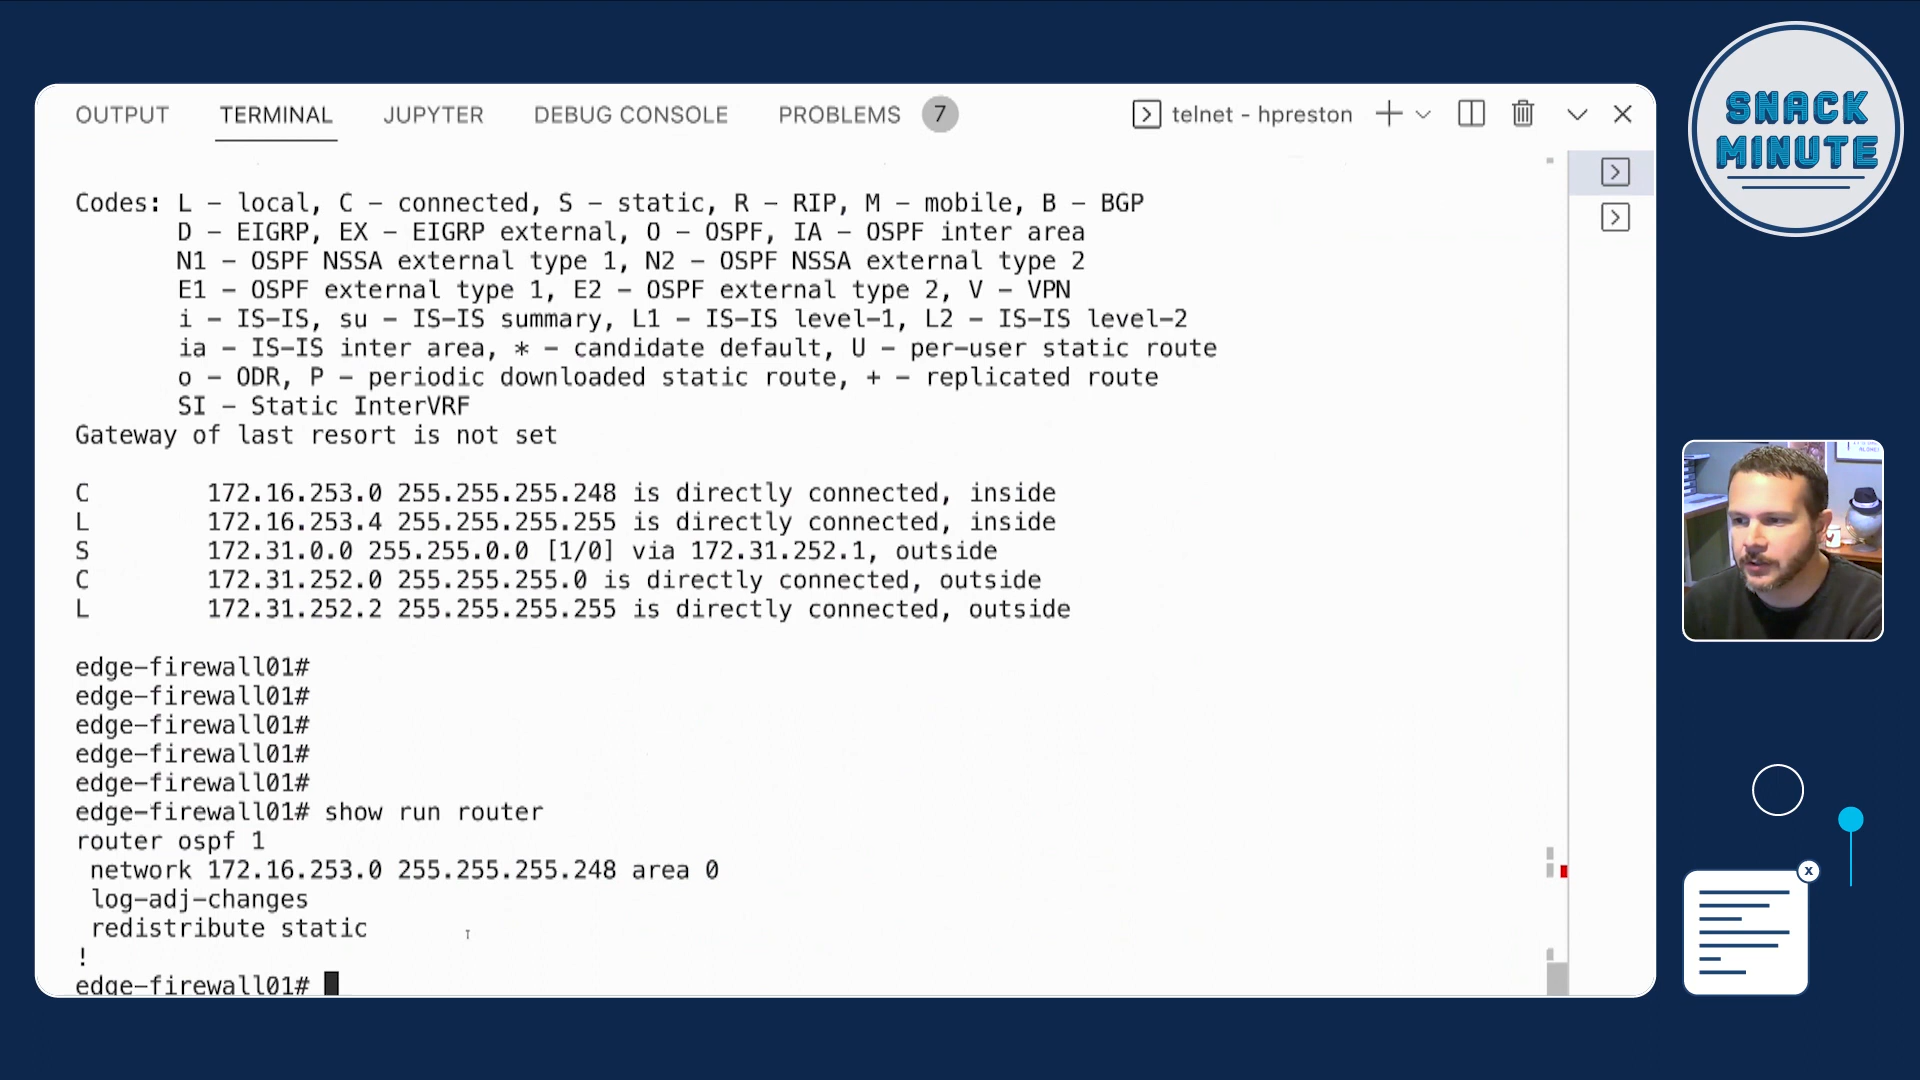 SNACK
MINUTE
OUTPUT TERMINAL JUPYTER DEBUG CONSOLE PROBLEMS 7 telnet - hpreston
Codes: L - local, C - connected, S - static, R - RIP, M - mobile, B - BGP
D - EIGRP, EX - EIGRP external, O - OSPF, IA - OSPF inter area
N1 - OSPF NSSA external type 1, N2 - OSPF NSSA external type 2
E1 - OSPF external type 1, E2 - OSPF external type 2, V - VPN
i - IS-IS, su - IS-IS summary, L1 - IS-IS level-1, L2 - IS-IS level-2
ia - IS-IS inter area, * - candidate default, U - per-user static route
o - ODR, P - periodic downloaded static route, + - replicated route
SI - Static InterVRF
Gateway of last resort is not set
C 172.16.253.0 255.255.255.248 is directly connected, inside
L 172.16.253.4 255.255.255.255 is directly connected, inside
S 172.31.0.0 255.255.0.0 [1/0] via 172.31.252.1, outside
C 172.31.252.0 255.255.255.0 is directly connected, outside
L 172.31.252.2 255.255.255.255 is directly connected, outside
edge-firewall01#
edge-firewall01#
edge-firewall01#
edge-firewall01#
edge-firewall01#
edge-firewall01# show run router
router ospf 1
network 172.16.253.0 255.255.255.248 area 0
log-adj-changes
redistribute static
!
edge-firewall01#
x